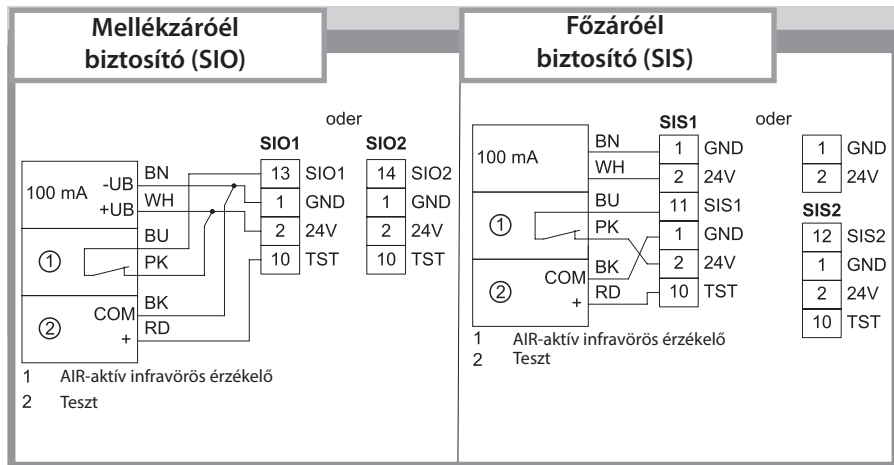 Mellékzáróél
biztosító (SIO)
oder
SIO1
SIO2
100 mA
-UB
+UB
BN
WH
BU
PK
BK
RD
1
2
COM
+
13 SIO1
1 GND
2 24V
10 TST
14 SIO2
1 GND
2 24V
10 TST
1 AIR-aktív infravörös érzékelő
2 Teszt
Főzáróél
biztosító (SIS)
SIS1
oder
100 mA
BN
WH
BU
PK
BK
RD
1
2
COM
+
1 GND
2 24V
11 SIS1
1 GND
2 24V
10 TST
1 GND
2 24V
SIS2
12 SIS2
1 GND
2 24V
10 TST
1 AIR-aktív infravörös érzékelő
2 Teszt